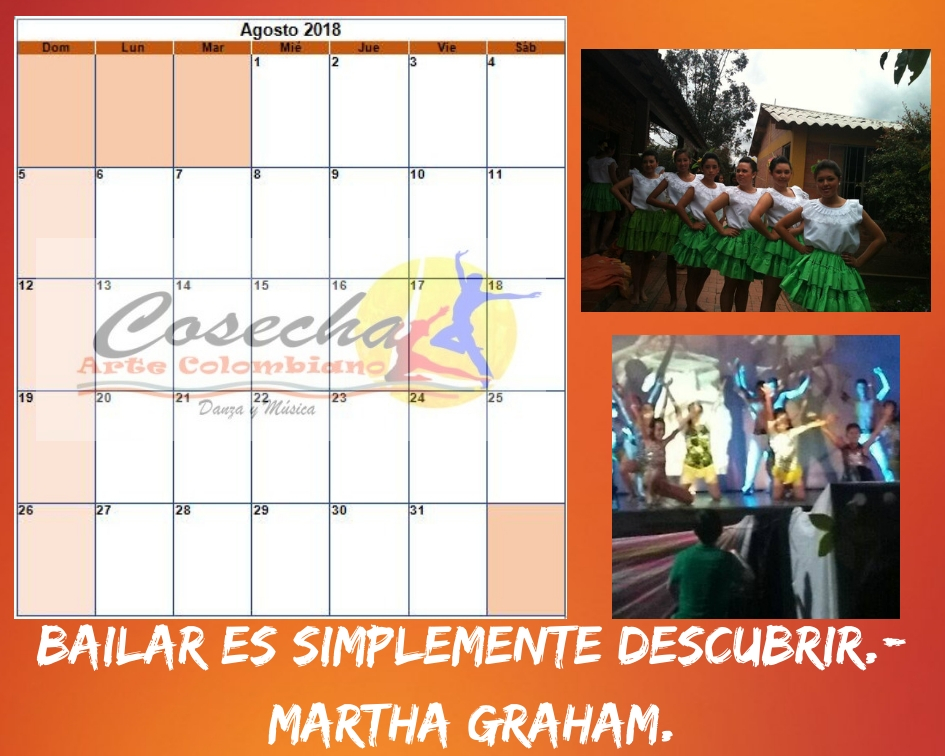 Agosto 2018
Dom Lun Mar Mié Jue Vie Sáb
1 2 3 4
5 6 7 8 9 10 11
12 13 14 15 16 17 18
Cosecha
Arte Colombiano
19 20 21 22 23 24 25
Danza y Música
26 27 28 29 30 31
BAILAR ES SIMPLEMENTE DESCUBRIR.-
MARTHA GRAHAM.